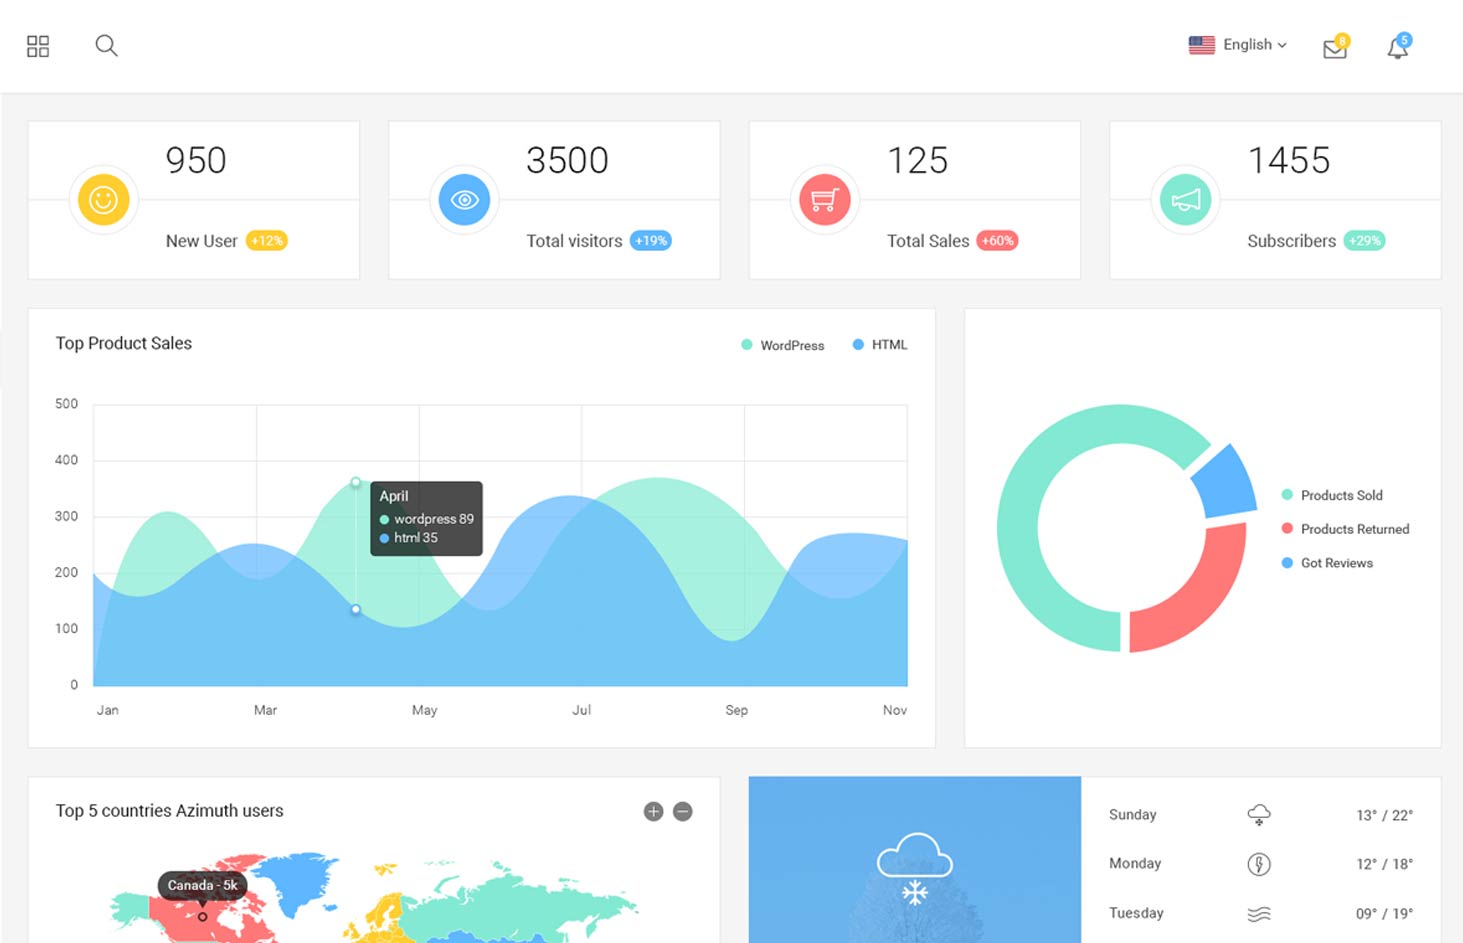 English
8
5
950
New User +12%
3500
Total visitors +19%
125
Total Sales +60%
1455
Subscribers +29%
Top Product Sales
WordPress
HTML
500
400
300
200
100
0
April
wordpress 89
html 35
Jan
Mar
May
Jul
Sep
Nov
Products Sold
Products Returned
Got Reviews
Top 5 countries Azimuth users
Canada - 5k
Sunday
13° / 22°
Monday
12° / 18°
Tuesday
09° / 19°